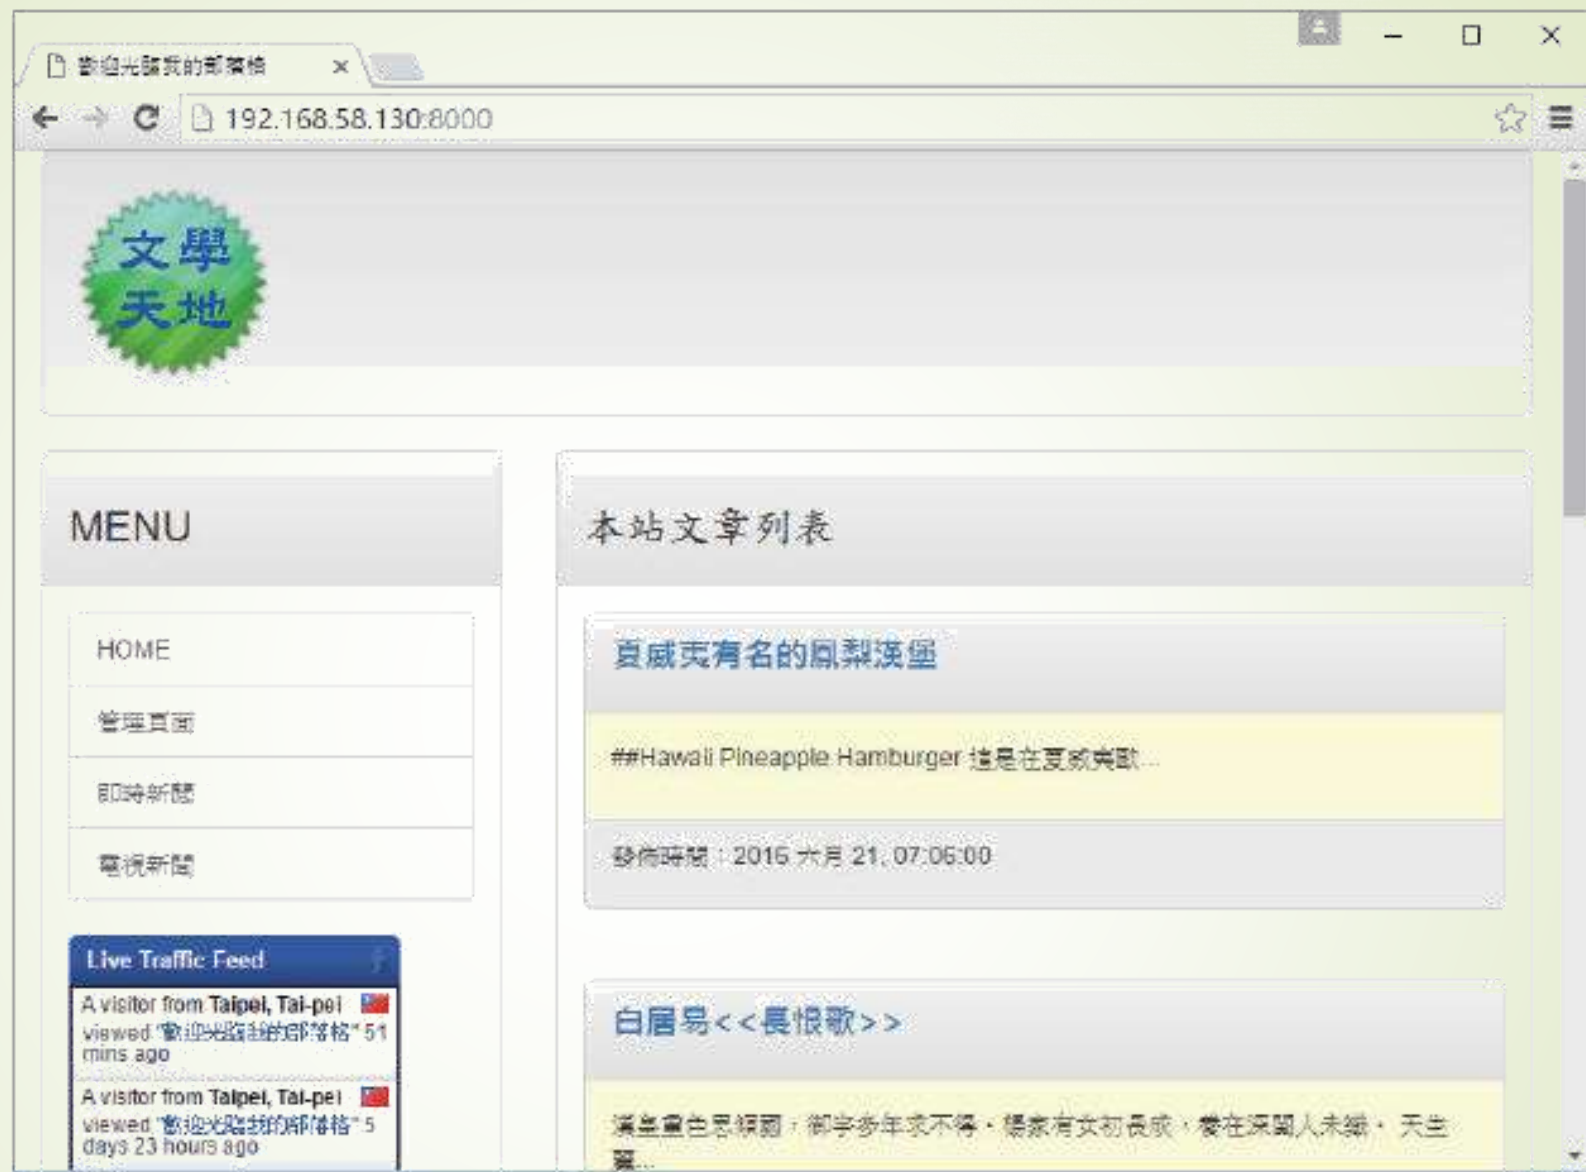 歡迎光臨我的部落格
192.168.58.130:8000
文學
天地
MENU
HOME
管理頁面
即時新聞
電視新聞
Live Traffic Feed
A visitor from Taipei, Tai-pei
viewed "歡迎光臨我的部落格" 51
mins ago
A visitor from Taipei, Tai-pei
viewed "歡迎光臨我的部落格" 5
days 23 hours ago
本站文章列表
夏威夷有名的鳳梨漢堡
##Hawaii Pineapple Hamburger 這是在夏威夷歐...
發佈時間：2016 六月 21, 07:06:00
白居易<<長恨歌>>
漢皇重色思傾國，御宇多年求不得。楊家有女初長成，養在深閨人未識。 天生
麗...